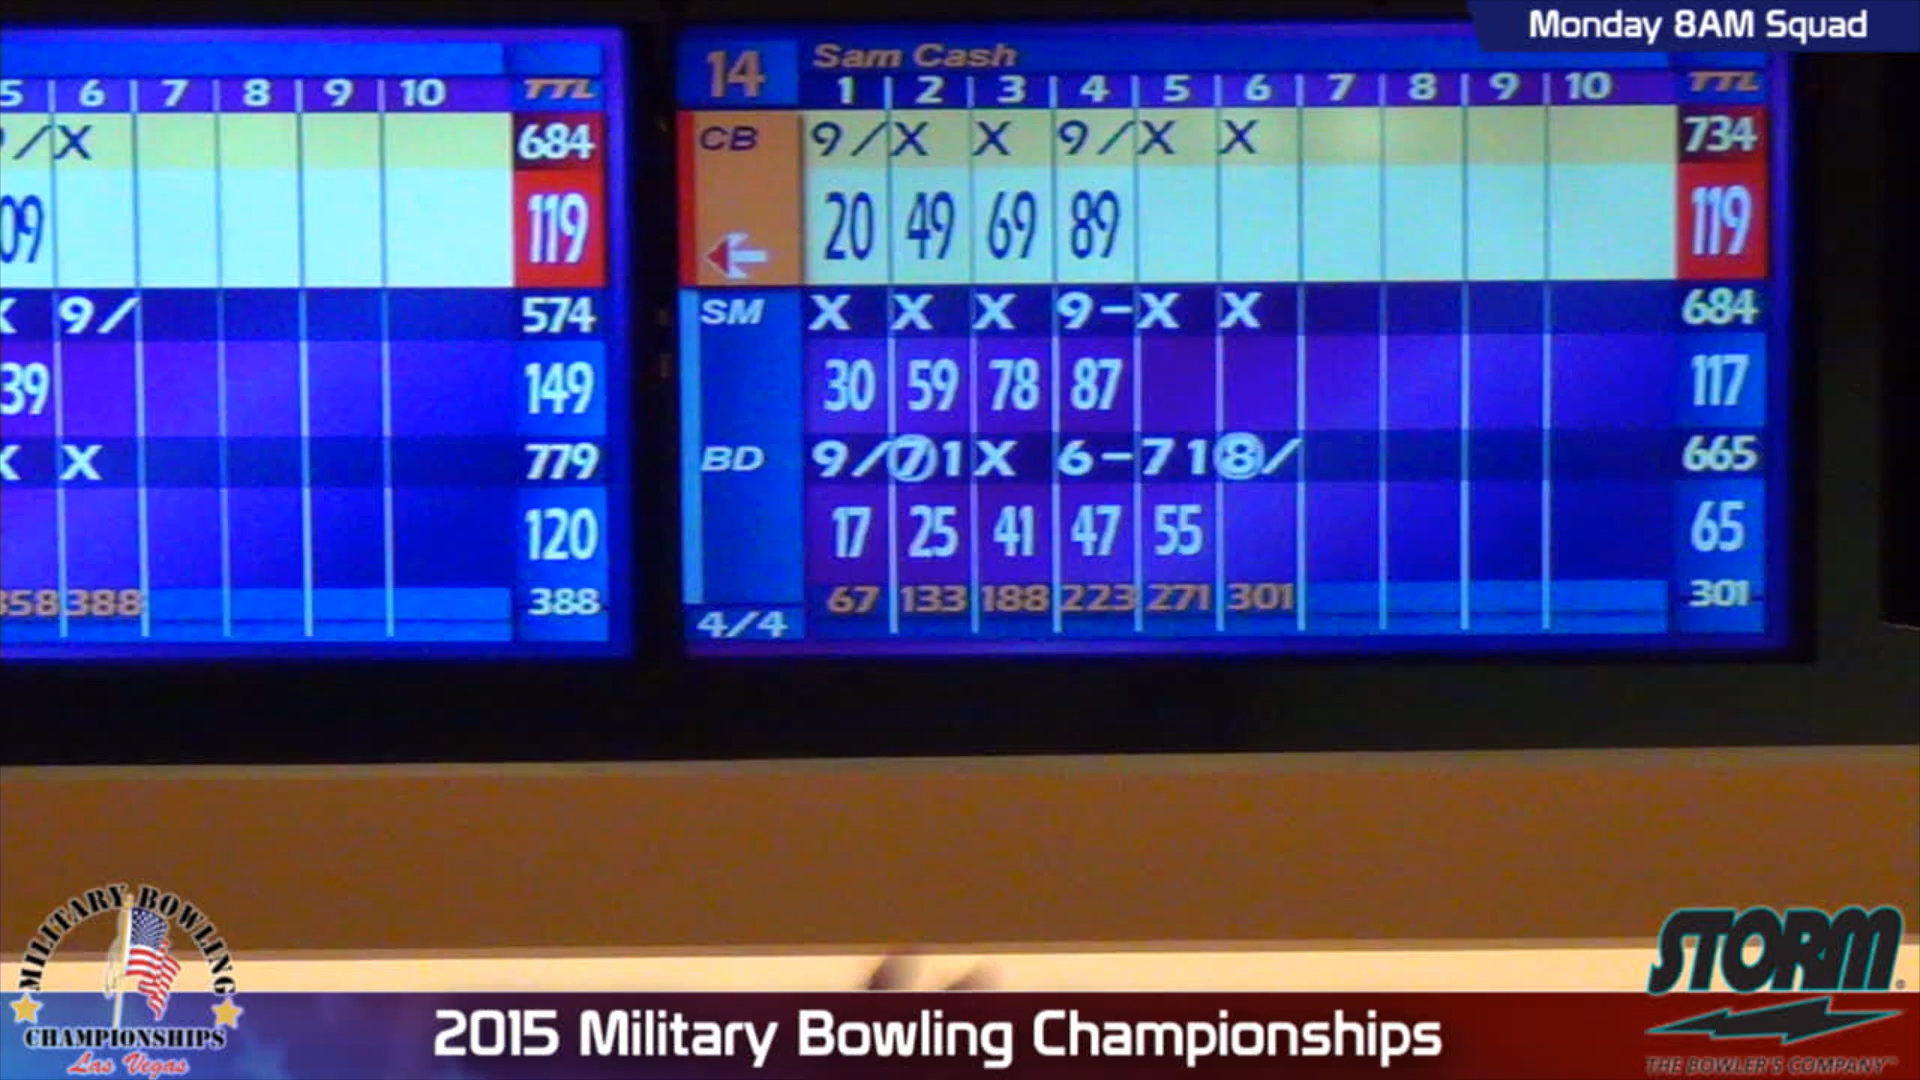 Monday 8AM Squad
5 6 7 8 9 10 TTL
/ X 684
09 119
9/ 574
39 149
X 779
120
358 388 388
14 Sam Cash
1 2 3 4 5 6 7 8 9 10 TTL
CB 9/ X X 9/ X X 734
20 49 69 89 119
SM X X X 9- X X 684
30 59 78 87 117
BD 9/ 71 X 6- 71 8/ 665
17 25 41 47 55 65
67 133 188 223 271 301 301
4/4
MILITARY BOWLING
CHAMPIONSHIPS
Las Vegas
2015 Military Bowling Championships
STORM
THE BOWLER'S COMPANY™